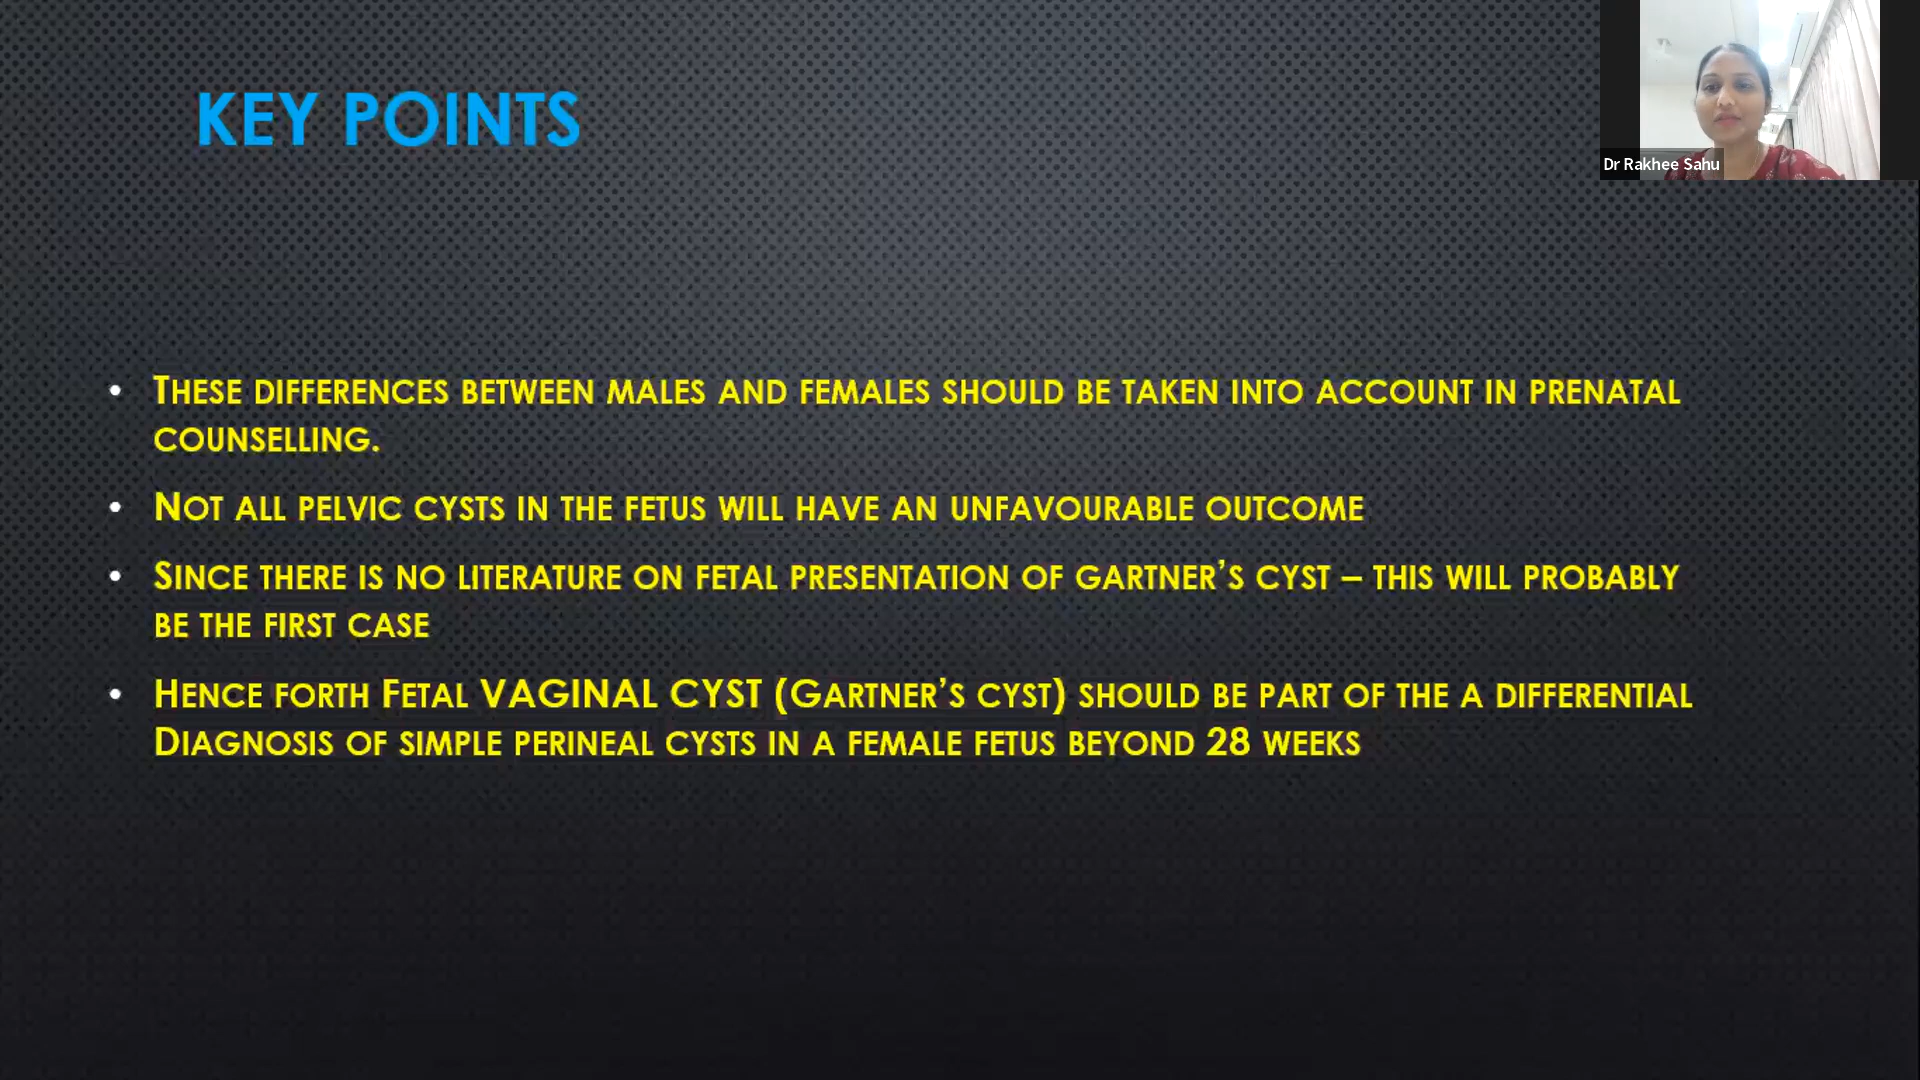 KEY POINTS
Dr Rakhee Sahu
• THESE DIFFERENCES BETWEEN MALES AND FEMALES SHOULD BE TAKEN INTO ACCOUNT IN PRENATAL
COUNSELLING.
• NOT ALL PELVIC CYSTS IN THE FETUS WILL HAVE AN UNFAVOURABLE OUTCOME
• SINCE THERE IS NO LITERATURE ON FETAL PRESENTATION OF GARTNER’S CYST – THIS WILL PROBABLY
BE THE FIRST CASE
• HENCE FORTH FETAL VAGINAL CYST (GARTNER’S CYST) SHOULD BE PART OF THE A DIFFERENTIAL
DIAGNOSIS OF SIMPLE PERINEAL CYSTS IN A FEMALE FETUS BEYOND 28 WEEKS